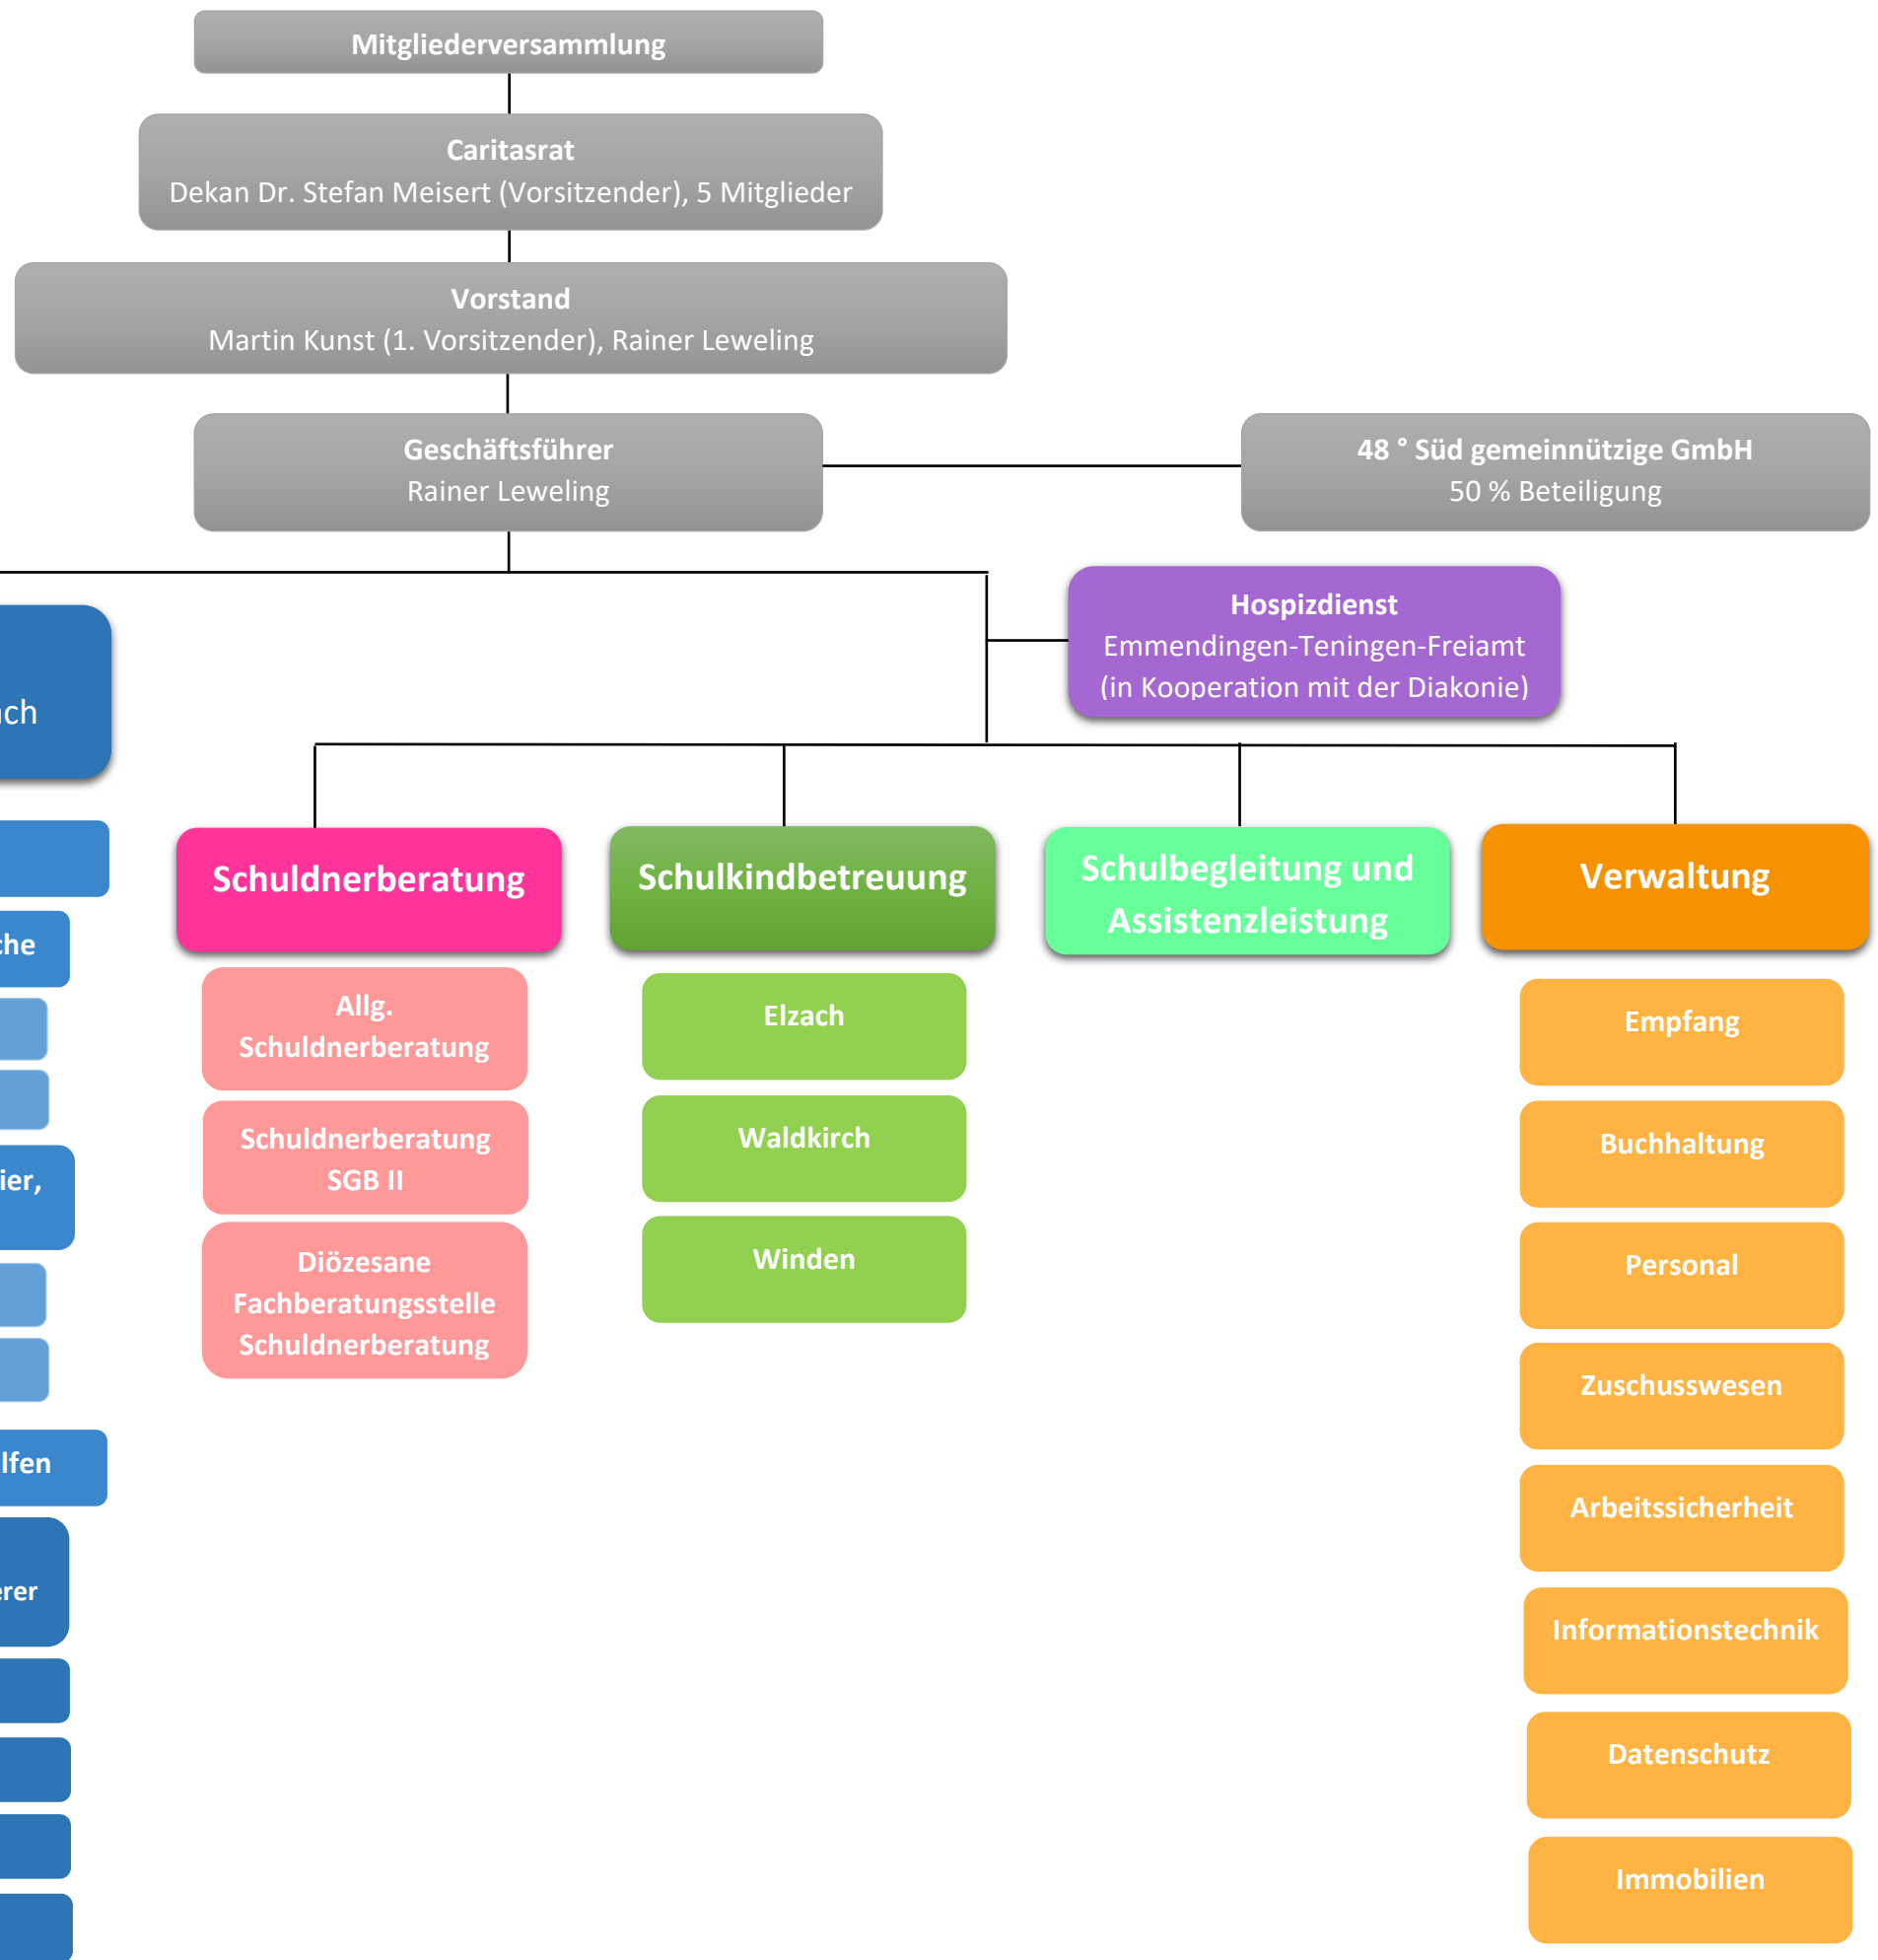 Mitgliederversammlung
Caritasrat
Dekan Dr. Stefan Meisert (Vorsitzender), 5 Mitglieder
Vorstand
Martin Kunst (1. Vorsitzender), Rainer Leweling
Geschäftsführer
Rainer Leweling
48 ° Süd gemeinnützige GmbH
50 % Beteiligung
Hospizdienst
Emmendingen-Teningen-Freiamt
(in Kooperation mit der Diakonie)
Schuldnerberatung
Allg.
Schuldnerberatung
Schuldnerberatung
SGB II
Diözesane
Fachberatungsstelle
Schuldnerberatung
Schulkindbetreuung
Elzach
Waldkirch
Winden
Schulbegleitung und
Assistenzleistung
Verwaltung
Empfang
Buchhaltung
Personal
Zuschusswesen
Arbeitssicherheit
Informationstechnik
Datenschutz
Immobilien